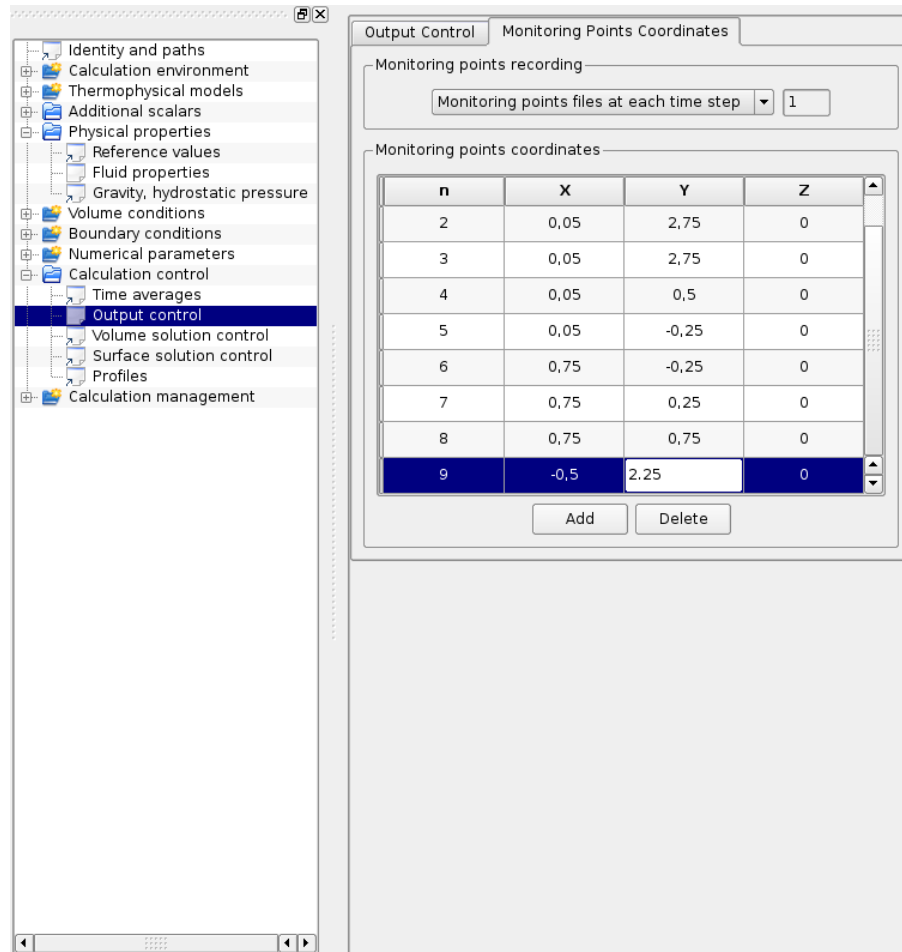 Identity and paths
Calculation environment
Thermophysical models
Additional scalars
Physical properties
Reference values
Fluid properties
Gravity, hydrostatic pressure
Volume conditions
Boundary conditions
Numerical parameters
Calculation control
Time averages
Output control
Volume solution control
Surface solution control
Profiles
Calculation management
Output Control Monitoring Points Coordinates
Monitoring points recording
Monitoring points files at each time step 1
Monitoring points coordinates
n X Y Z
2 0,05 2,75 0
3 0,05 2,75 0
4 0,05 0,5 0
5 0,05 -0,25 0
6 0,75 -0,25 0
7 0,75 0,25 0
8 0,75 0,75 0
9 -0,5 2.25 0
Add Delete